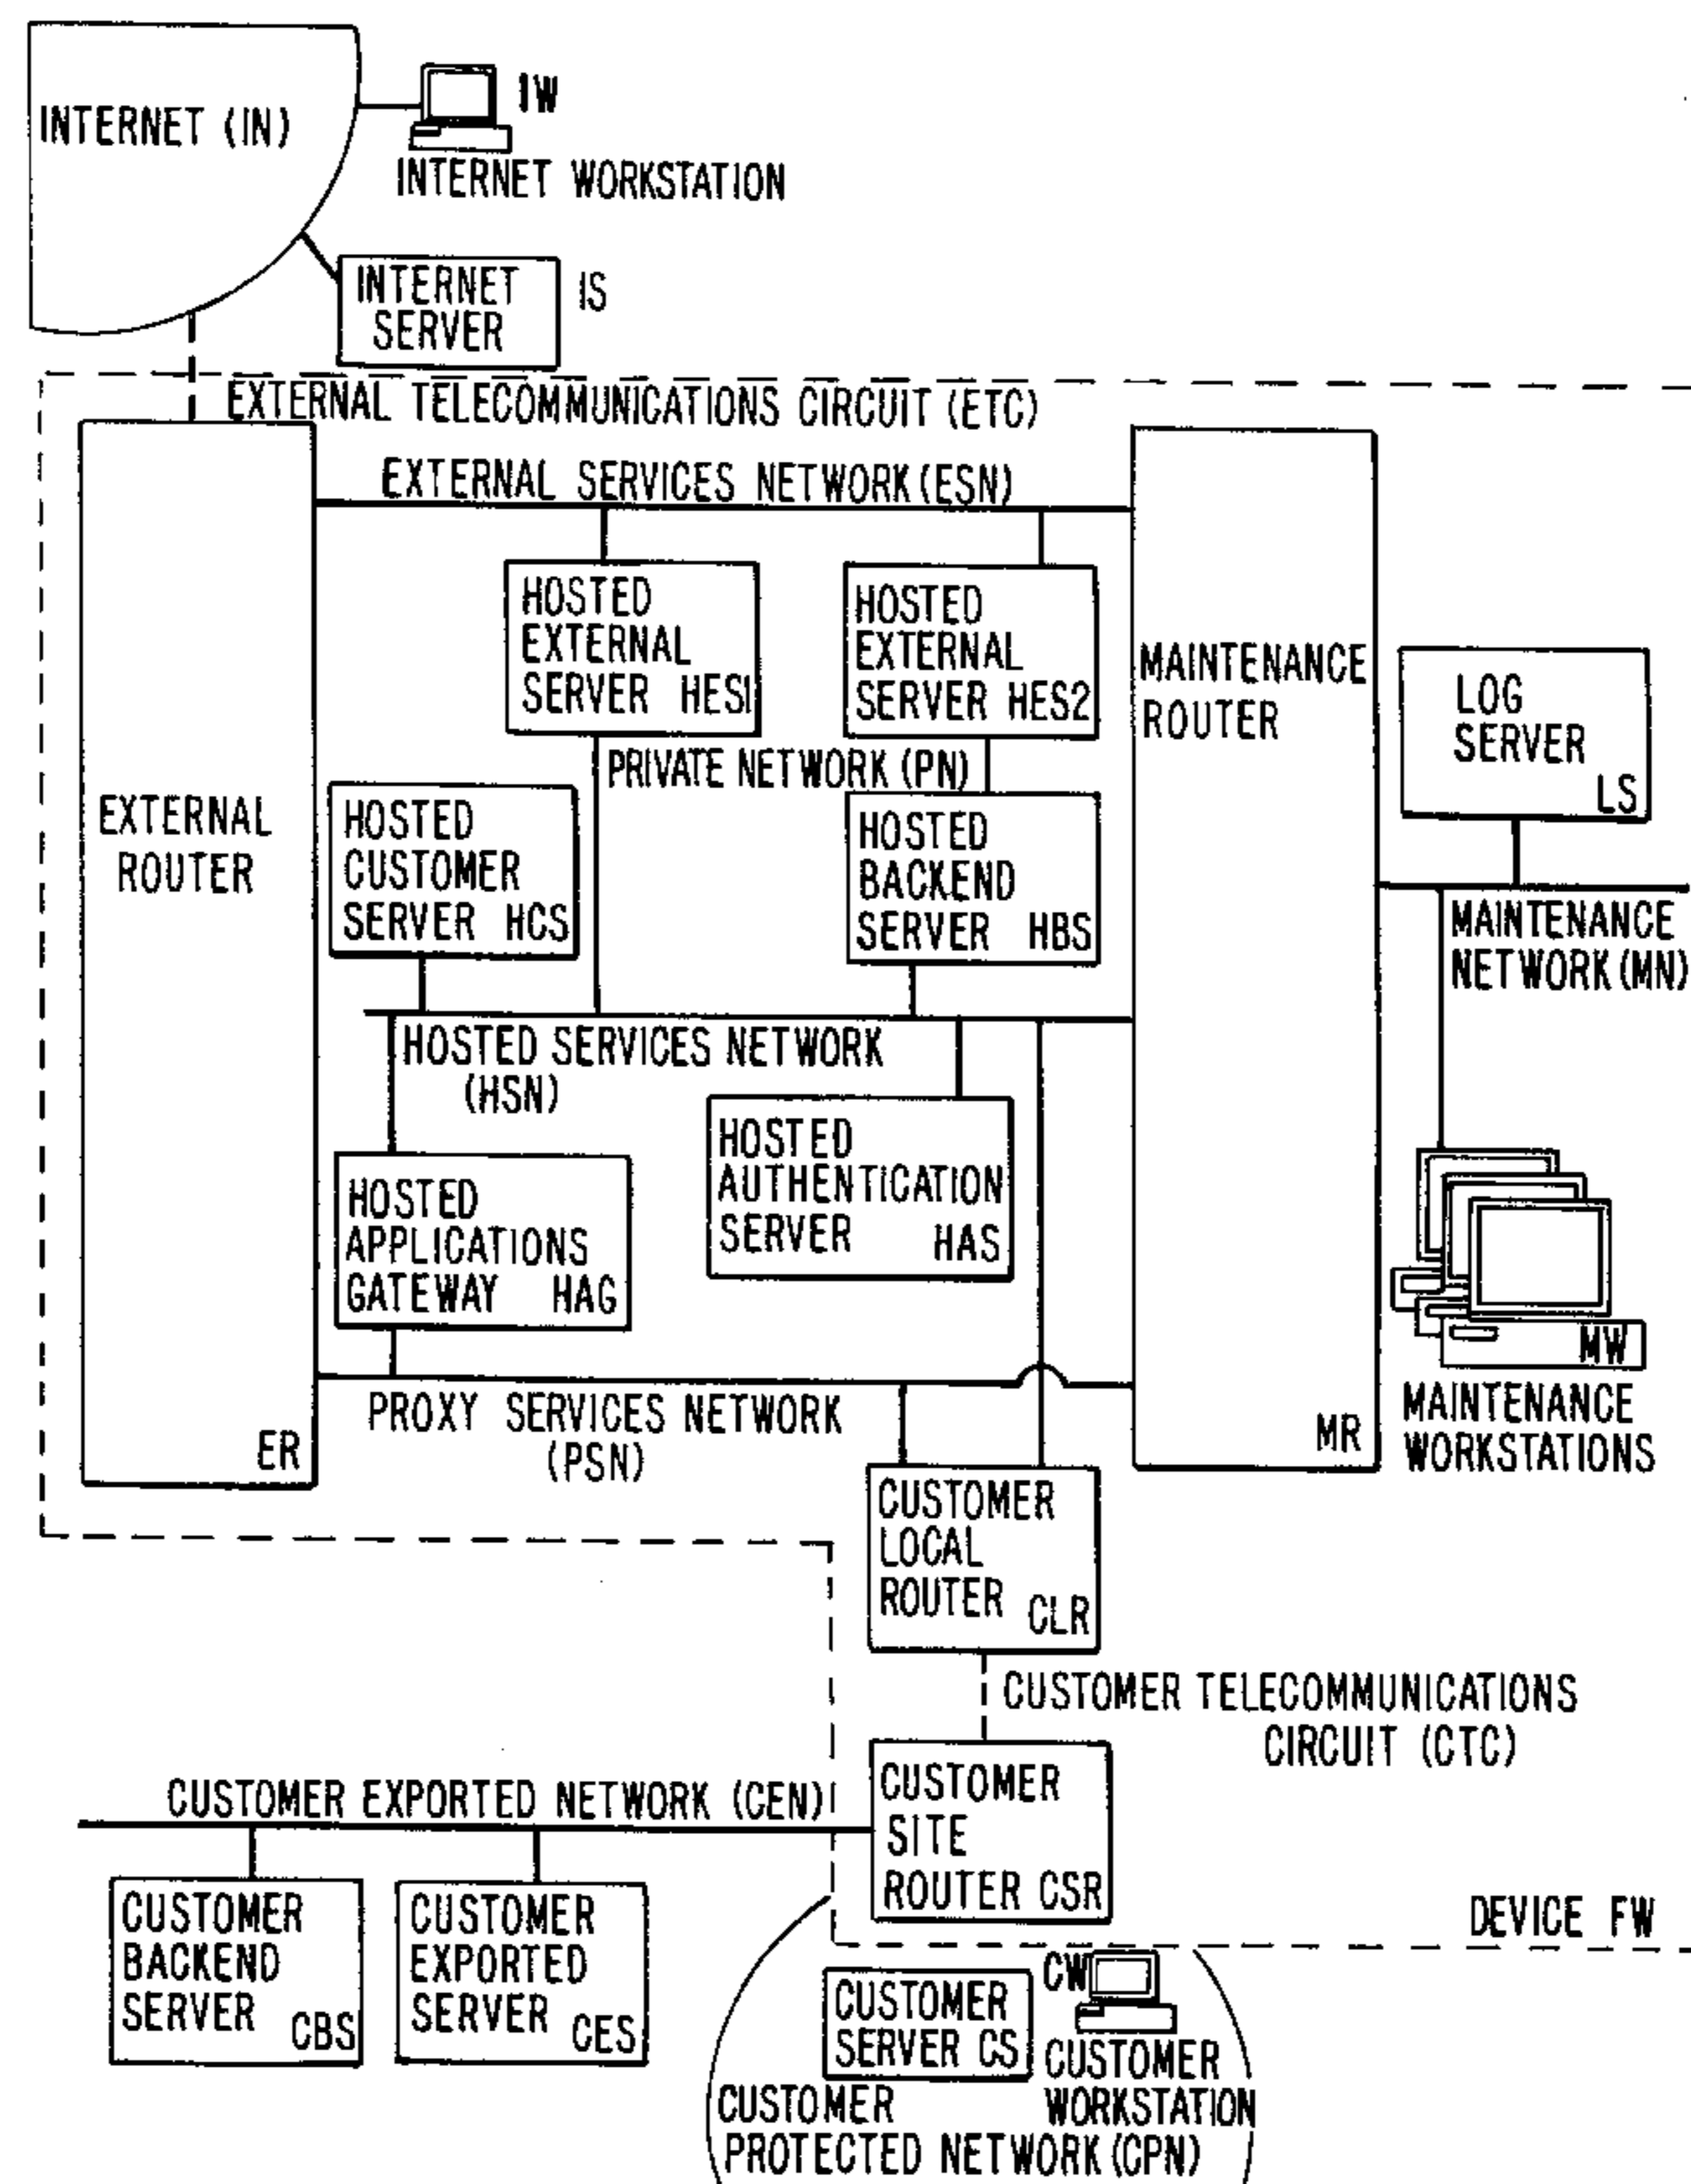 INTERNET (IN)
IW
INTERNET WORKSTATION
INTERNET
SERVER
IS
EXTERNAL TELECOMMUNICATIONS CIRCUIT (ETC)
EXTERNAL SERVICES NETWORK (ESN)
HOSTED
EXTERNAL
SERVER HES1
HOSTED
EXTERNAL
SERVER HES2
MAINTENANCE
ROUTER
LOG
SERVER
LS
PRIVATE NETWORK (PN)
EXTERNAL
ROUTER
HOSTED
CUSTOMER
SERVER HCS
HOSTED
BACKEND
SERVER HBS
MAINTENANCE
NETWORK (MN)
HOSTED SERVICES NETWORK
(HSN)
HOSTED
AUTHENTICATION
SERVER HAS
HOSTED
APPLICATIONS
GATEWAY HAG
MW
MAINTENANCE
WORKSTATIONS
PROXY SERVICES NETWORK
(PSN)
ER
MR
CUSTOMER
LOCAL
ROUTER CLR
CUSTOMER TELECOMMUNICATIONS
CIRCUIT (CTC)
CUSTOMER EXPORTED NETWORK (CEN)
CUSTOMER
SITE
ROUTER CSR
CUSTOMER
BACKEND
SERVER CBS
CUSTOMER
EXPORTED
SERVER CES
DEVICE FW
CUSTOMER
SERVER CS
CW
CUSTOMER
WORKSTATION
CUSTOMER
PROTECTED NETWORK (CPN)